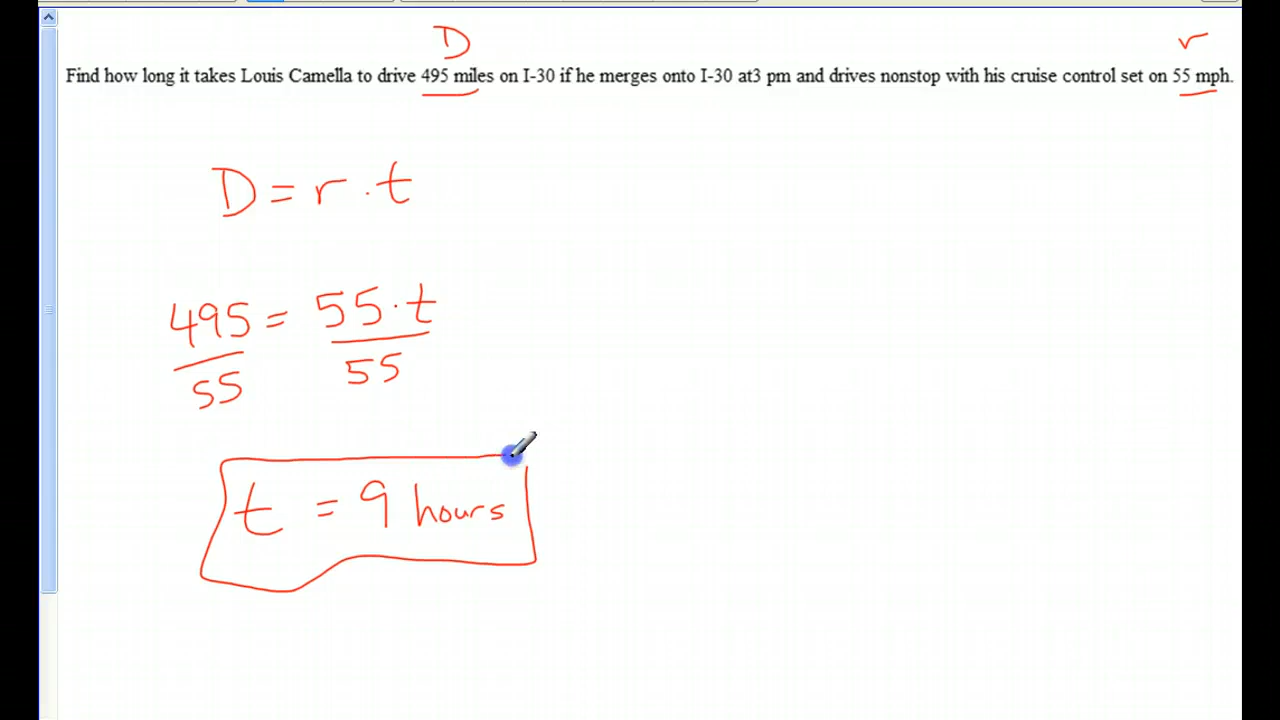 D r
Find how long it takes Louis Camella to drive 495 miles on I-30 if he merges onto I-30 at3 pm and drives nonstop with his cruise control set on 55 mph.
D = r · t
495 = 55 · t
55 55
t = 9 hours